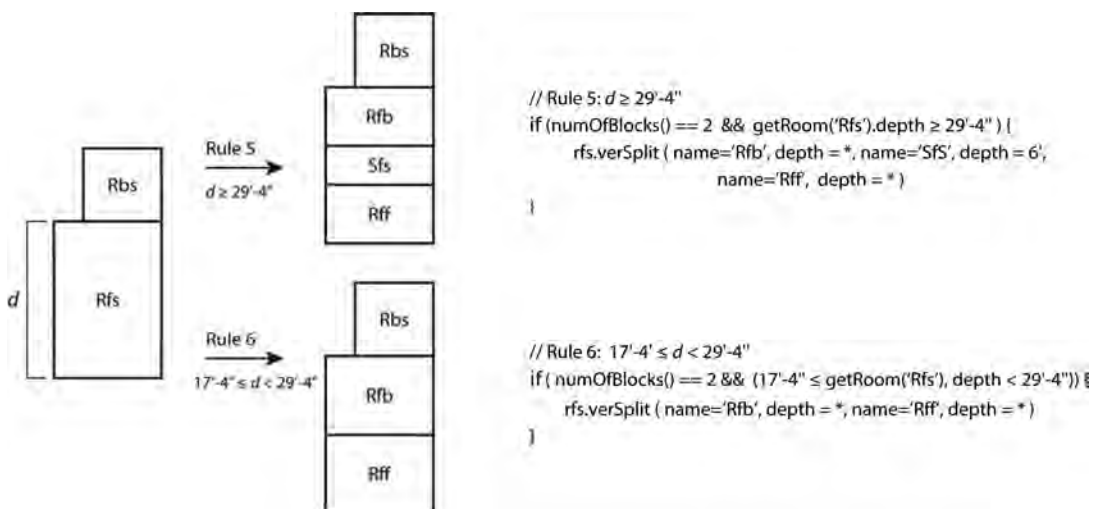 Rbs
Rfs
d
Rule 5
d ≥ 29'-4"
Rbs
Rfb
Sfs
Rff
// Rule 5: d ≥ 29'-4"
if (numOfBlocks() == 2 && getRoom('Rfs').depth ≥ 29'-4" ) {
rfs.verSplit ( name='Rfb', depth = *, name='SfS', depth = 6',
name='Rff', depth = * )
}
Rule 6
17'-4" ≤ d < 29'-4"
Rbs
Rfb
Rff
// Rule 6: 17'-4' ≤ d < 29'-4"
if ( numOfBlocks() == 2 && (17'-4" ≤ getRoom('Rfs'), depth < 29'-4"))
rfs.verSplit ( name='Rfb', depth = *, name='Rff', depth = * )
}